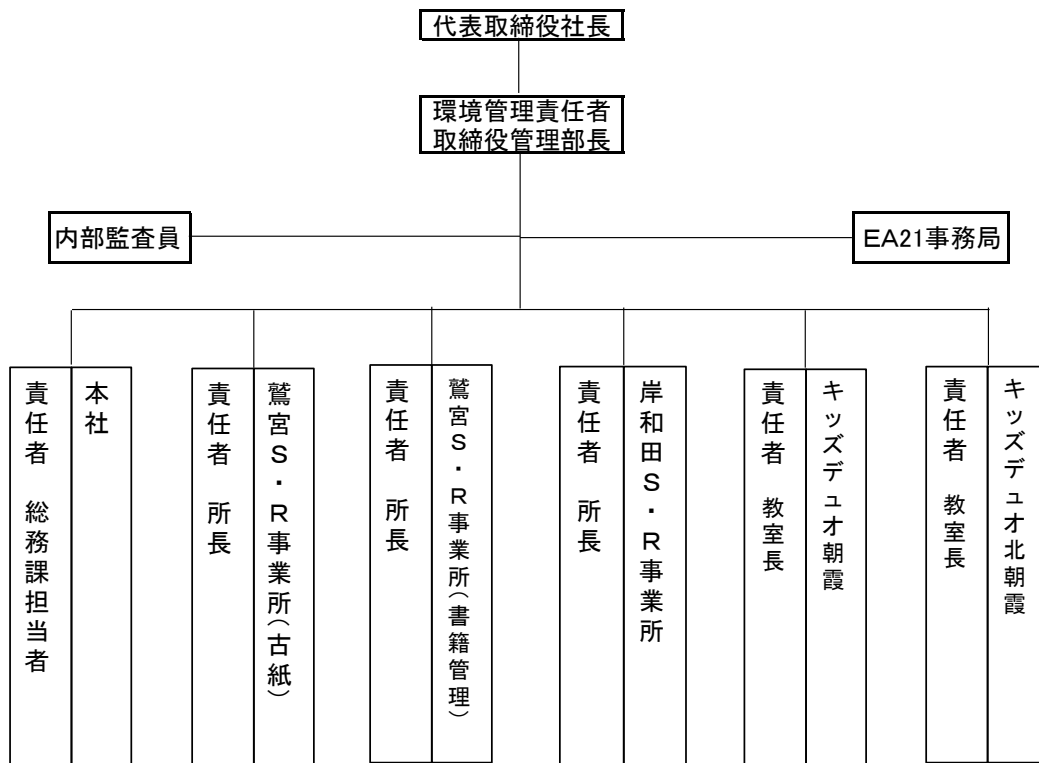 代表取締役社長
環境管理責任者
取締役管理部長
内部監査員
EA21事務局
本社
責任者 総務課担当者
鷲宮S・R事業所(古紙)
責任者 所長
鷲宮S・R事業所(書籍管理)
責任者 所長
岸和田S・R事業所
責任者 所長
キッズデュオ朝霞
責任者 教室長
キッズデュオ北朝霞
責任者 教室長